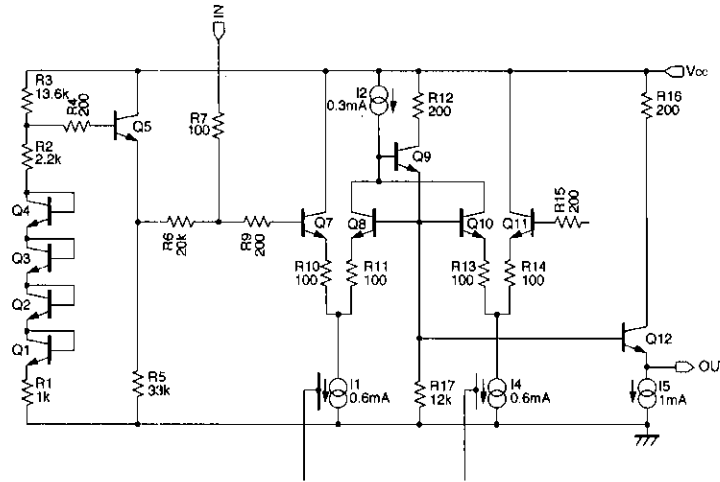 IN
Vcc
R3
13.6k
R4
200
Q5
R7
100
I2
0.3mA
R12
200
R16
200
R2
2.2k
Q9
Q4
Q3
Q2
Q1
R6
20k
R9
200
Q7
Q8
Q10
Q11
R15
200
R10
100
R11
100
R13
100
R14
100
Q12
OU
R1
1k
R5
33k
I1
0.6mA
R17
12k
I4
0.6mA
I5
1mA